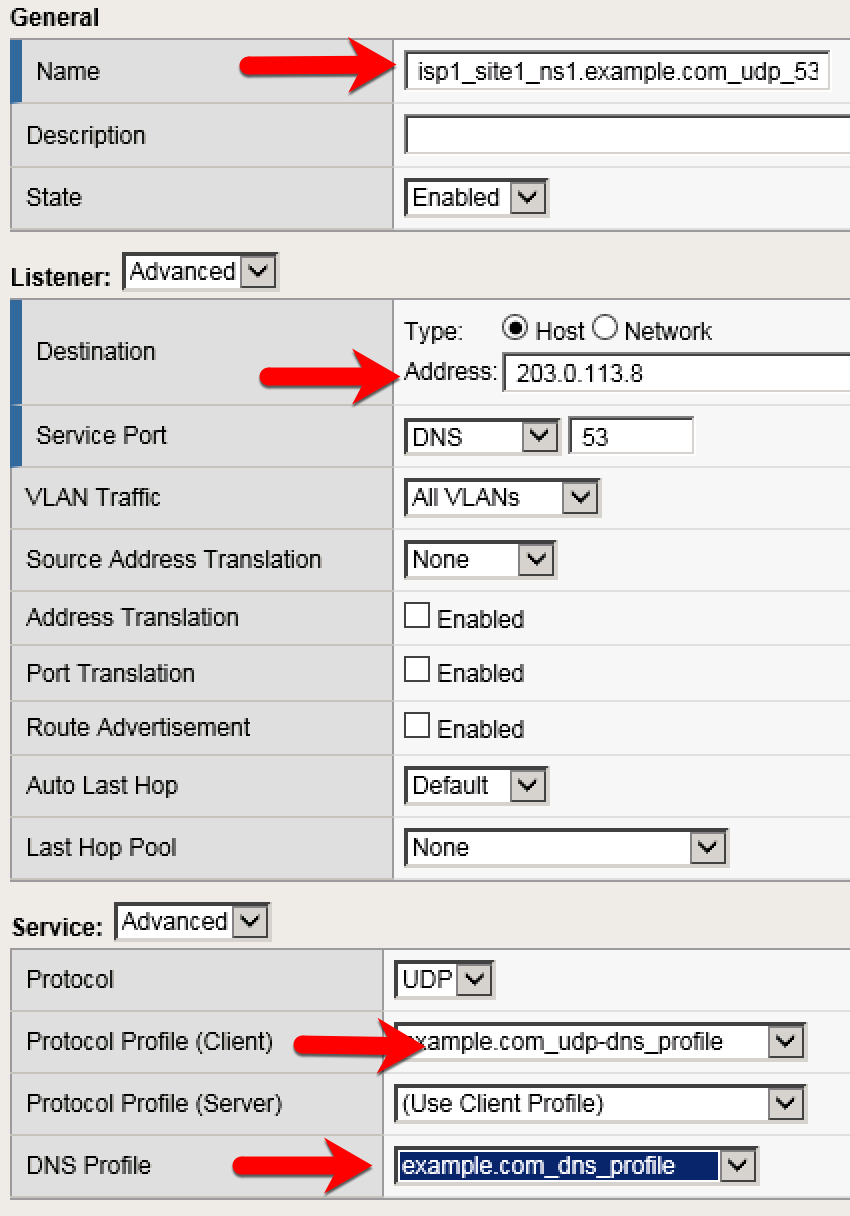 General
Name isp1_site1_ns1.example.com_udp_53
Description
State Enabled
Listener: Advanced
Destination Type: Host Network
Address: 203.0.113.8
Service Port DNS 53
VLAN Traffic All VLANs
Source Address Translation None
Address Translation Enabled
Port Translation Enabled
Route Advertisement Enabled
Auto Last Hop Default
Last Hop Pool None
Service: Advanced
Protocol UDP
Protocol Profile (Client) example.com_udp-dns_profile
Protocol Profile (Server) (Use Client Profile)
DNS Profile example.com_dns_profile